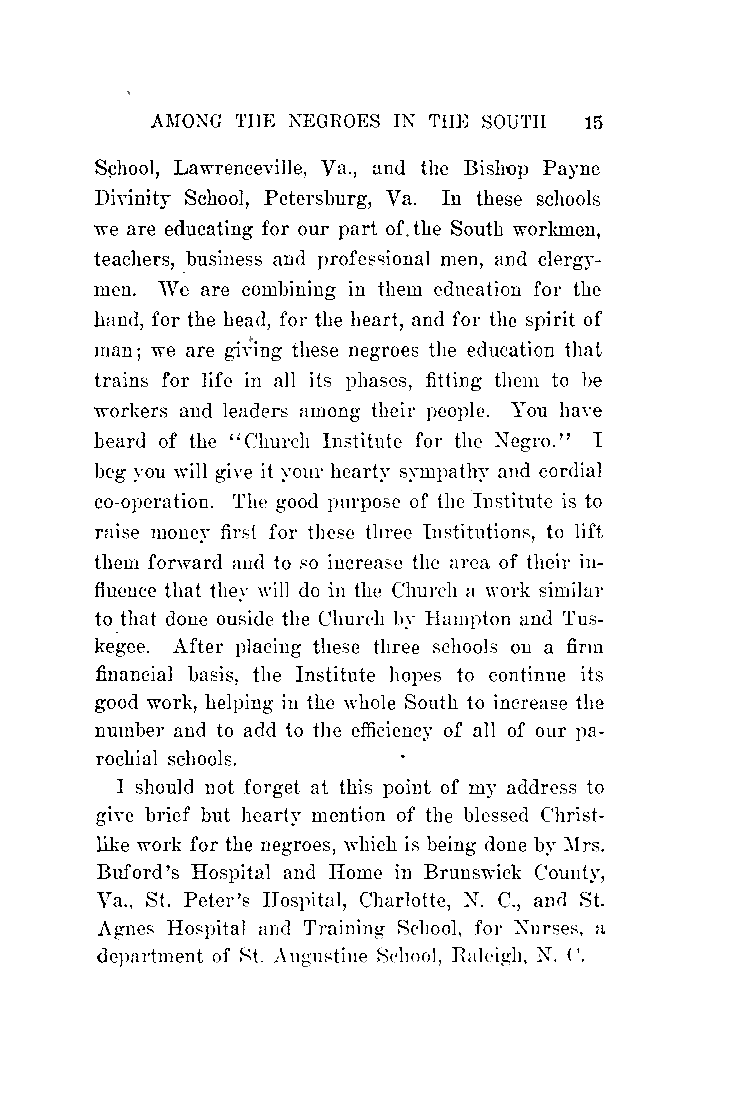 AMONG THE NEGROES IN THE SOUTH 15
School, Lawrenceville, Va., and the Bishop Payne
Divinity School, Petersburg, Va. In these schools
we are educating for our part of the South workmen,
teachers, business and professional men, and clergy-
men. We are combining in them education for the
hand, for the head, for the heart, and for the spirit of
man; we are giving these negroes the education that
trains for life in all its phases, fitting them to be
workers and leaders among their people. You have
heard of the "Church Institute for the Negro." I
beg you will give it your hearty sympathy and cordial
co-operation. The good purpose of the Institute is to
raise money first for these three Institutions, to lift
them forward and to so increase the area of their in-
fluence that they will do in the Church a work similar
to that done ouside the Church by Hampton and Tus-
kegee. After placing these three schools on a firm
financial basis, the Institute hopes to continue its
good work, helping in the whole South to increase the
number and to add to the efficiency of all of our pa-
rochial schools.
I should not forget at this point of my address to
give brief but hearty mention of the blessed Christ-
like work for the negroes, which is being done by Mrs.
Buford's Hospital and Home in Brunswick County,
Va., St. Peter's Hospital, Charlotte, N. C., and St.
Agnes Hospital and Training School, for Nurses, a
department of St. Augustine School, Raleigh, N. C.